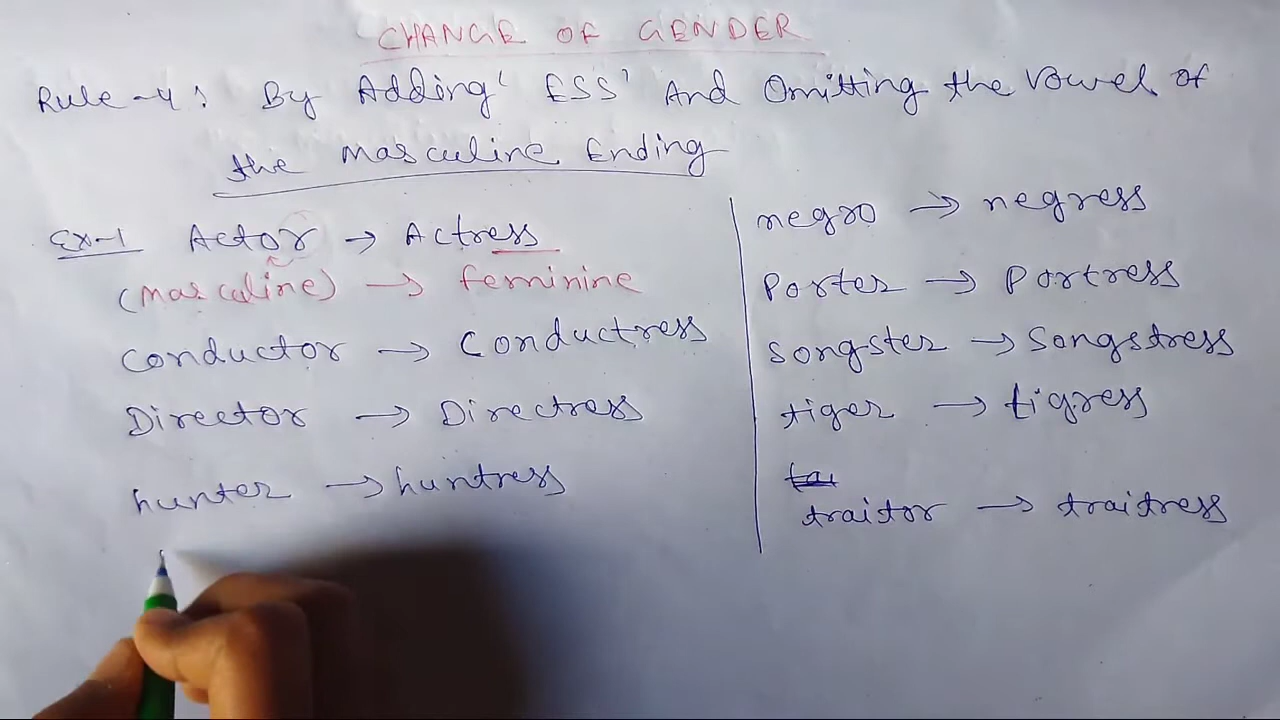 CHANGE OF GENDER
Rule-4: By Adding 'ESS' And Omitting the Vowel of
the Masculine Ending
Ex-1 Actor → Actress
(Masculine) → feminine
Conductor → Conductress
Director → Directress
hunter → huntress
negro → negress
Porter → Portress
Songster → Songstress
tiger → tigress
traitor → traitress